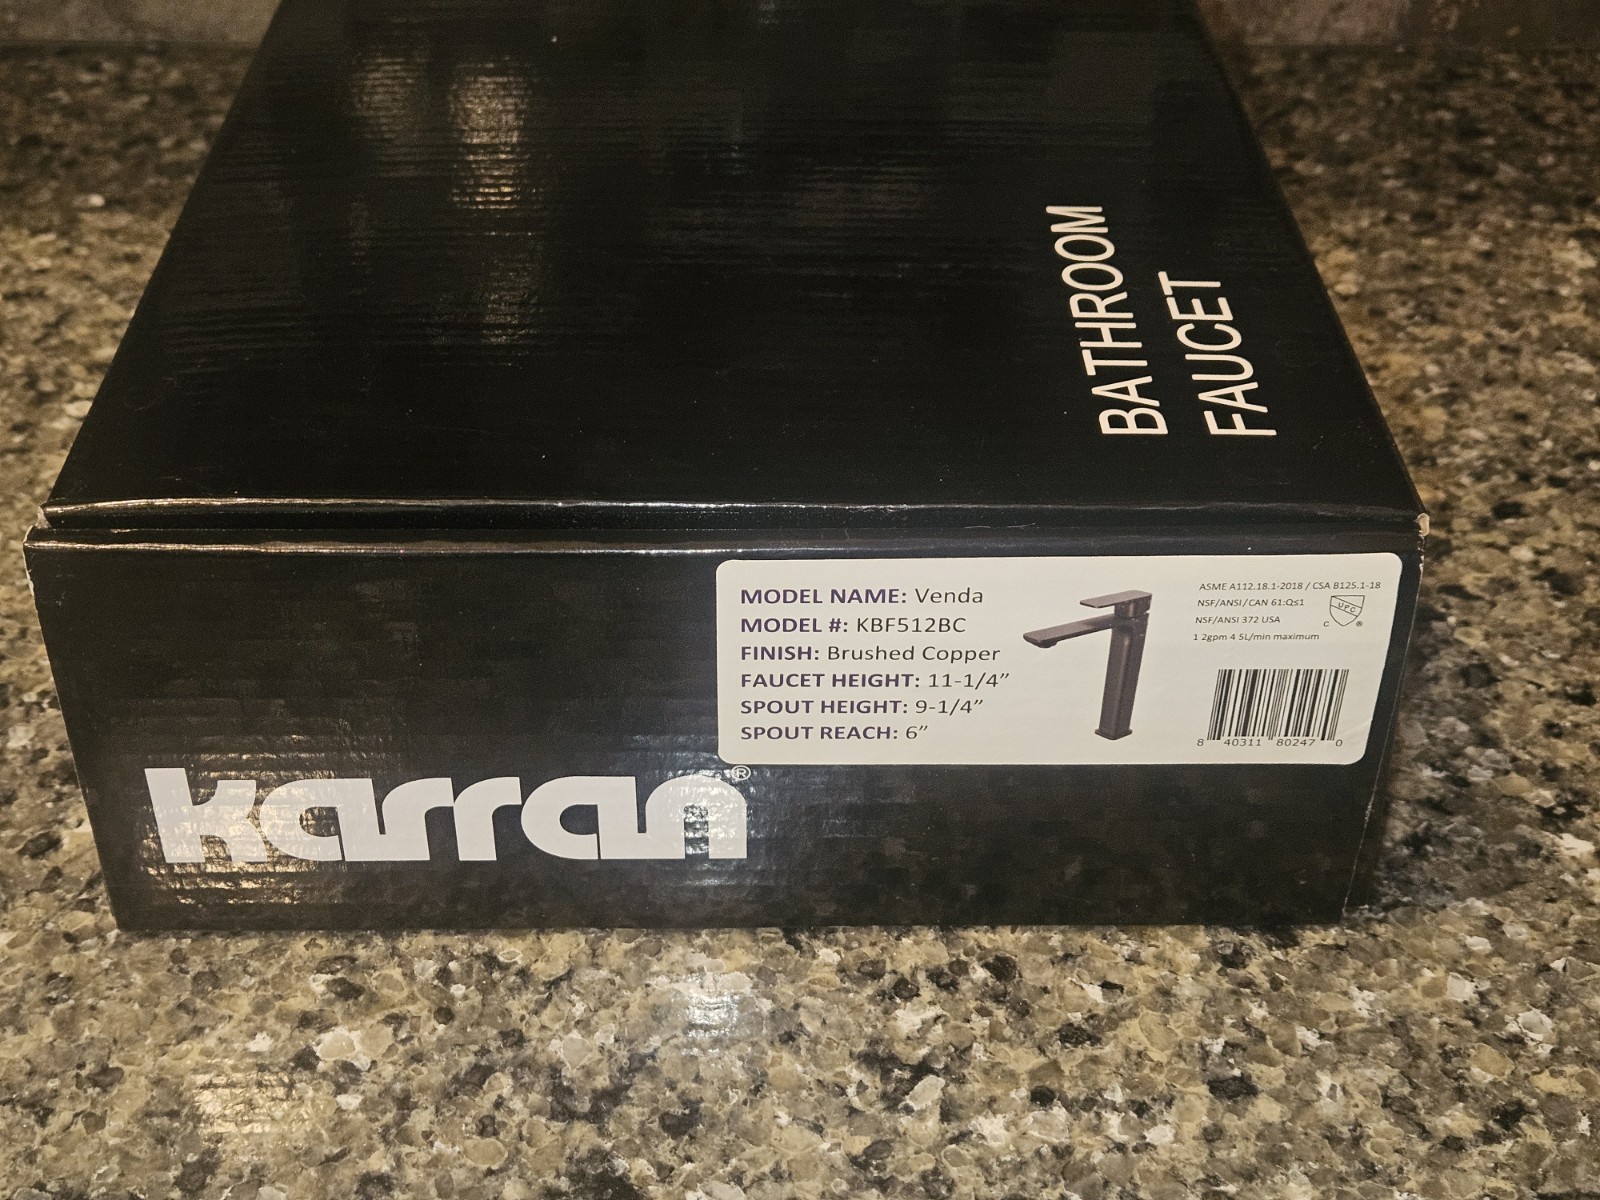 BATHROOM
FAUCET
MODEL NAME: Venda
MODEL #: KBF512BC
FINISH: Brushed Copper
FAUCET HEIGHT: 11-1/4”
SPOUT HEIGHT: 9-1/4”
SPOUT REACH: 6”
ASME A112.18.1-2018 / CSA B125.1-18
NSF/ANSI/CAN 61:Q≤1
NSF/ANSI 372 USA
1 2gpm 4 5L/min maximum
UPC
C ®
8 40311 80247 0
karran®